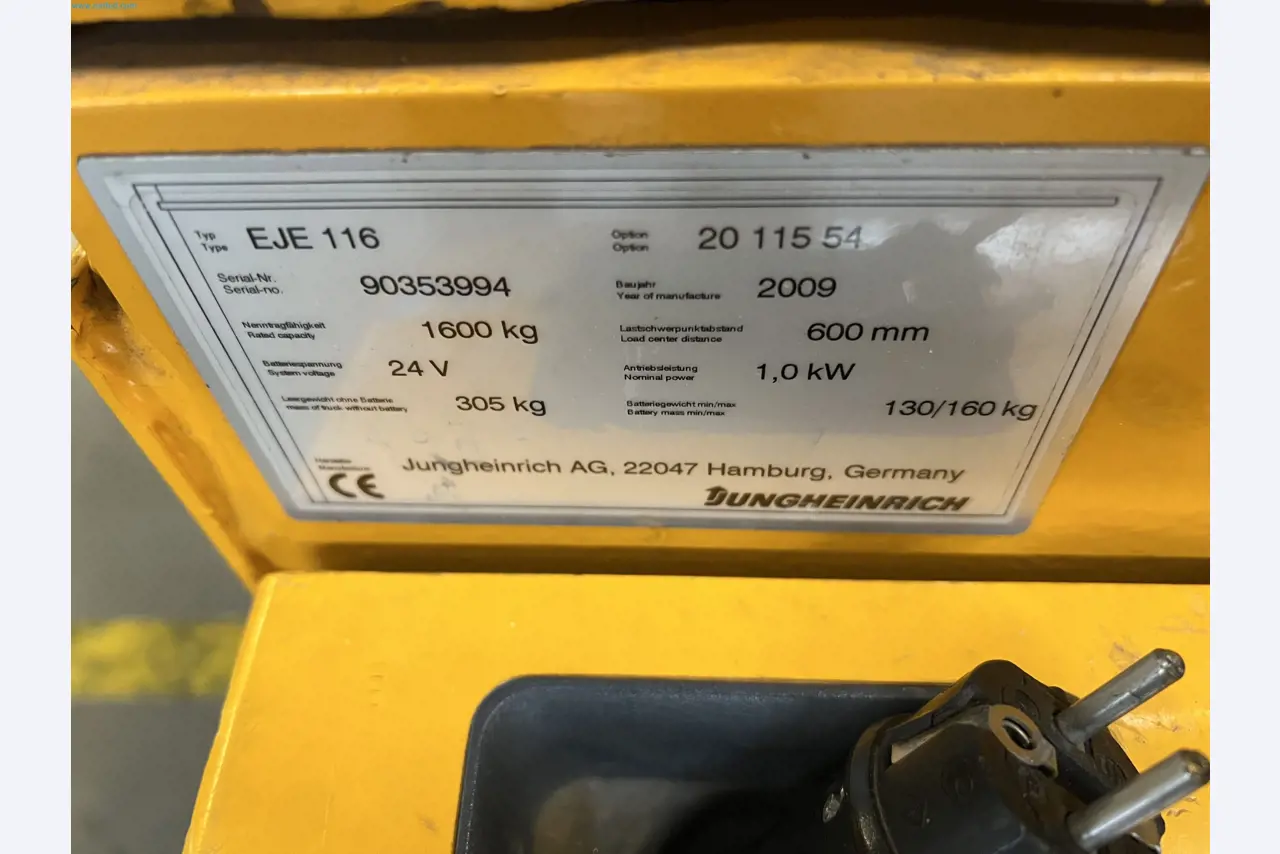 Typ
Type EJE 116
Option
Option 20 115 54
Serial-Nr.
Serial-no. 90353994
Baujahr
Year of manufacture 2009
Nenntragfähigkeit
Rated capacity 1600 kg
Lastschwerpunktabstand
Load center distance 600 mm
Batteriespannung
System voltage 24 V
Antriebsleistung
Nominal power 1,0 kW
Leergewicht ohne Batterie
mass of truck without battery 305 kg
Batteriegewicht min/max
Battery mass min/max 130/160 kg
Hersteller
Manufacturer Jungheinrich AG, 22047 Hamburg, Germany
CE JUNGHEINRICH